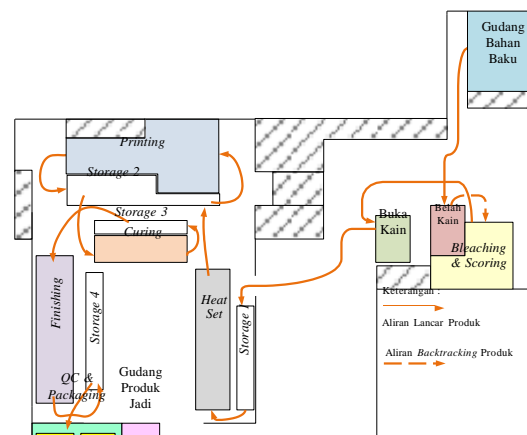 Gudang
Bahan
Baku
Printing
Storage 2
Storage 3
Curing
Buka
Kain
Belah
Kain
Bleaching
& Scoring
Finishing
Storage 4
Heat
Set
Storage 1
Keterangan :
Aliran Lancar Produk
Aliran Backtracking Produk
QC &
Packaging
Gudang
Produk
Jadi